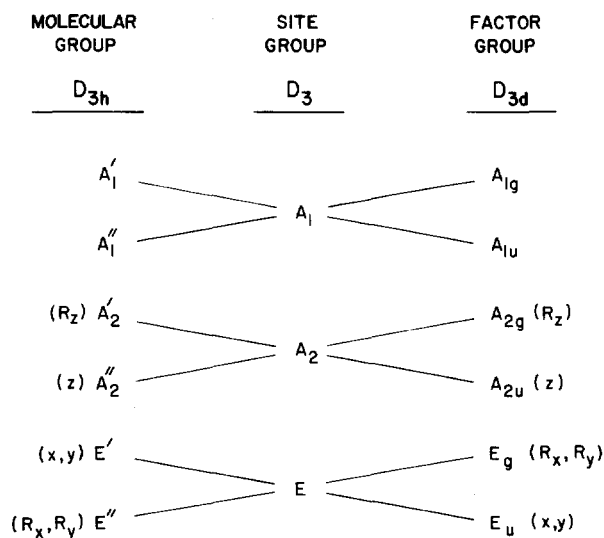 MOLECULAR GROUP
SITE GROUP
FACTOR GROUP
D3h
D3
D3d
A1′
A1g
A1
A1″
A1u
(Rz) A2′
A2g (Rz)
A2
(z) A2″
A2u (z)
(x,y) E′
Eg (Rx, Ry)
E
(Rx, Ry) E″
Eu (x,y)